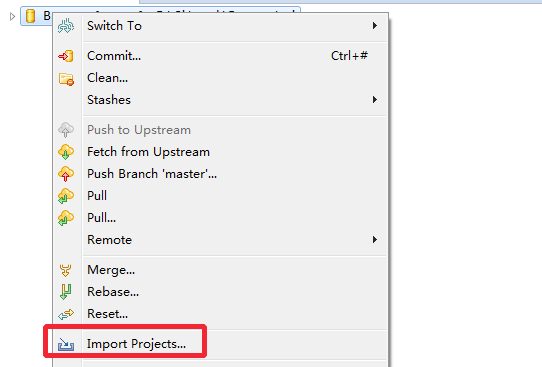 Switch To
Commit... Ctrl+#
Clean...
Stashes
Push to Upstream
Fetch from Upstream
Push Branch 'master'...
Pull
Pull...
Remote
Merge...
Rebase...
Reset...
Import Projects...